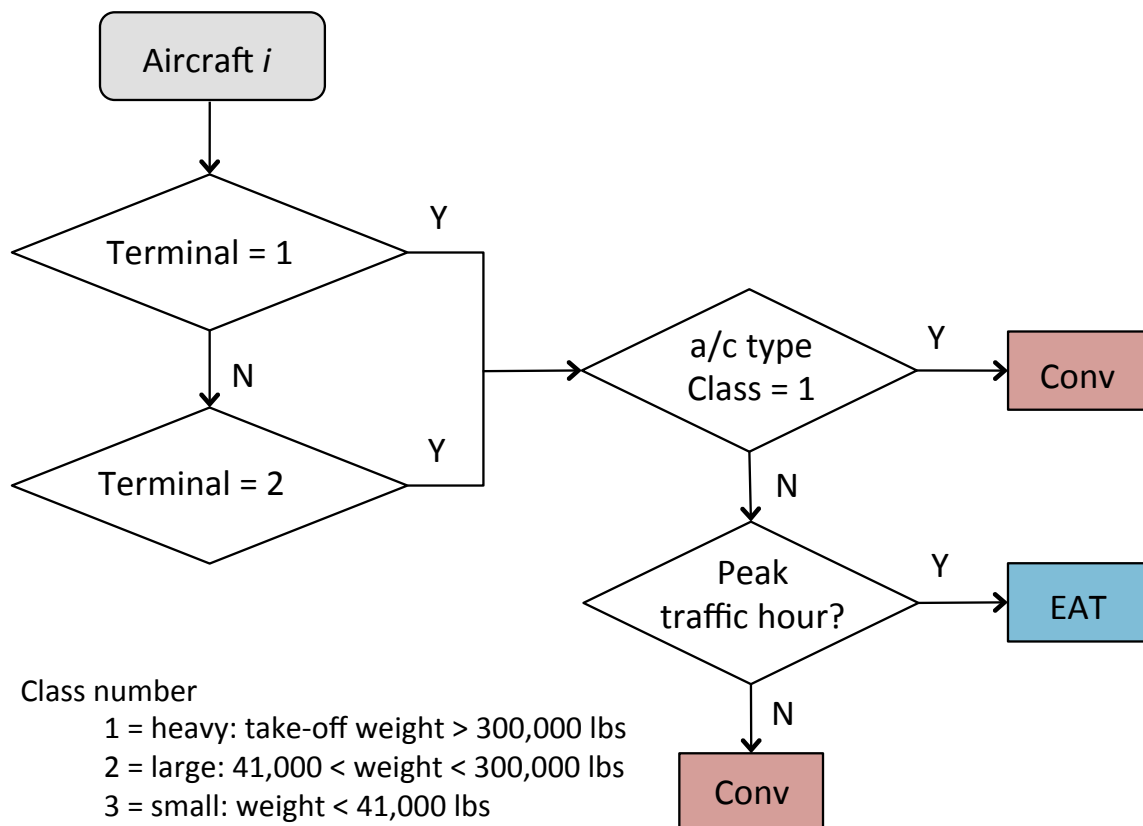 Aircraft i
Terminal = 1
Y
N
Terminal = 2
Y
a/c type
Class = 1
Y
Conv
N
Peak
traffic hour?
Y
EAT
N
Conv
Class number
1 = heavy: take-off weight > 300,000 lbs
2 = large: 41,000 < weight < 300,000 lbs
3 = small: weight < 41,000 lbs